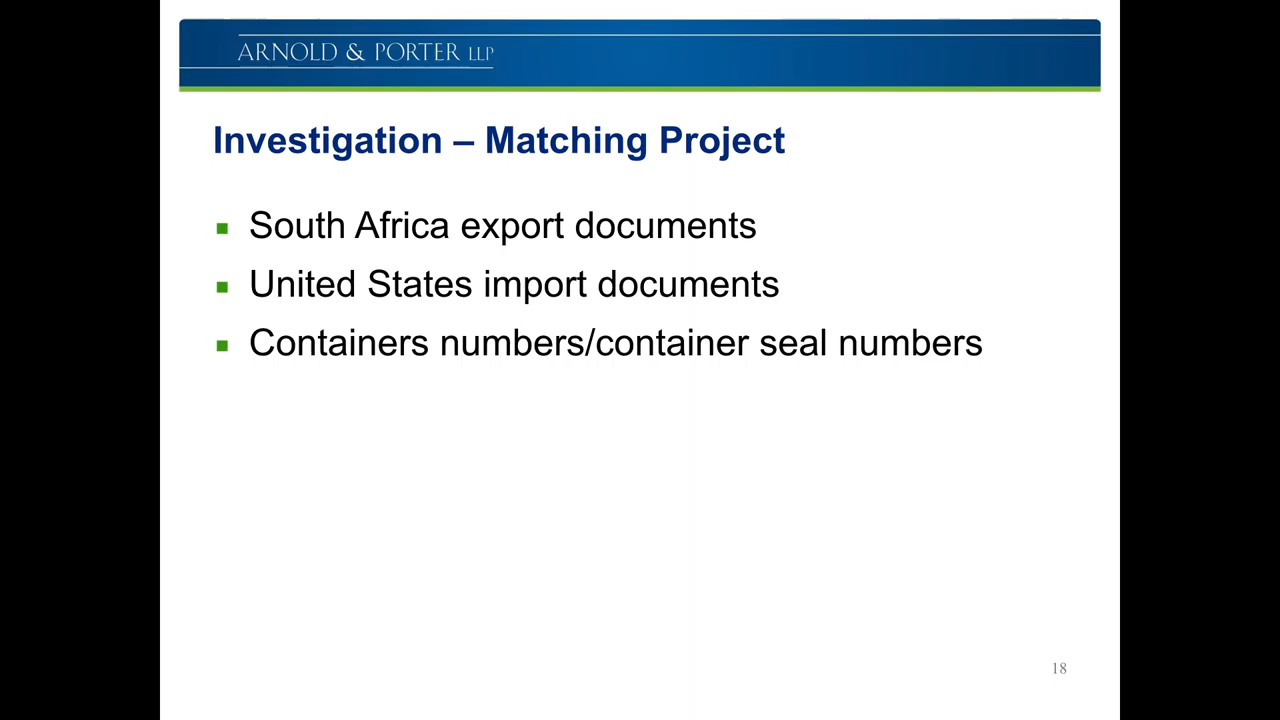 ARNOLD & PORTER LLP
Investigation – Matching Project
South Africa export documents
United States import documents
Containers numbers/container seal numbers
18